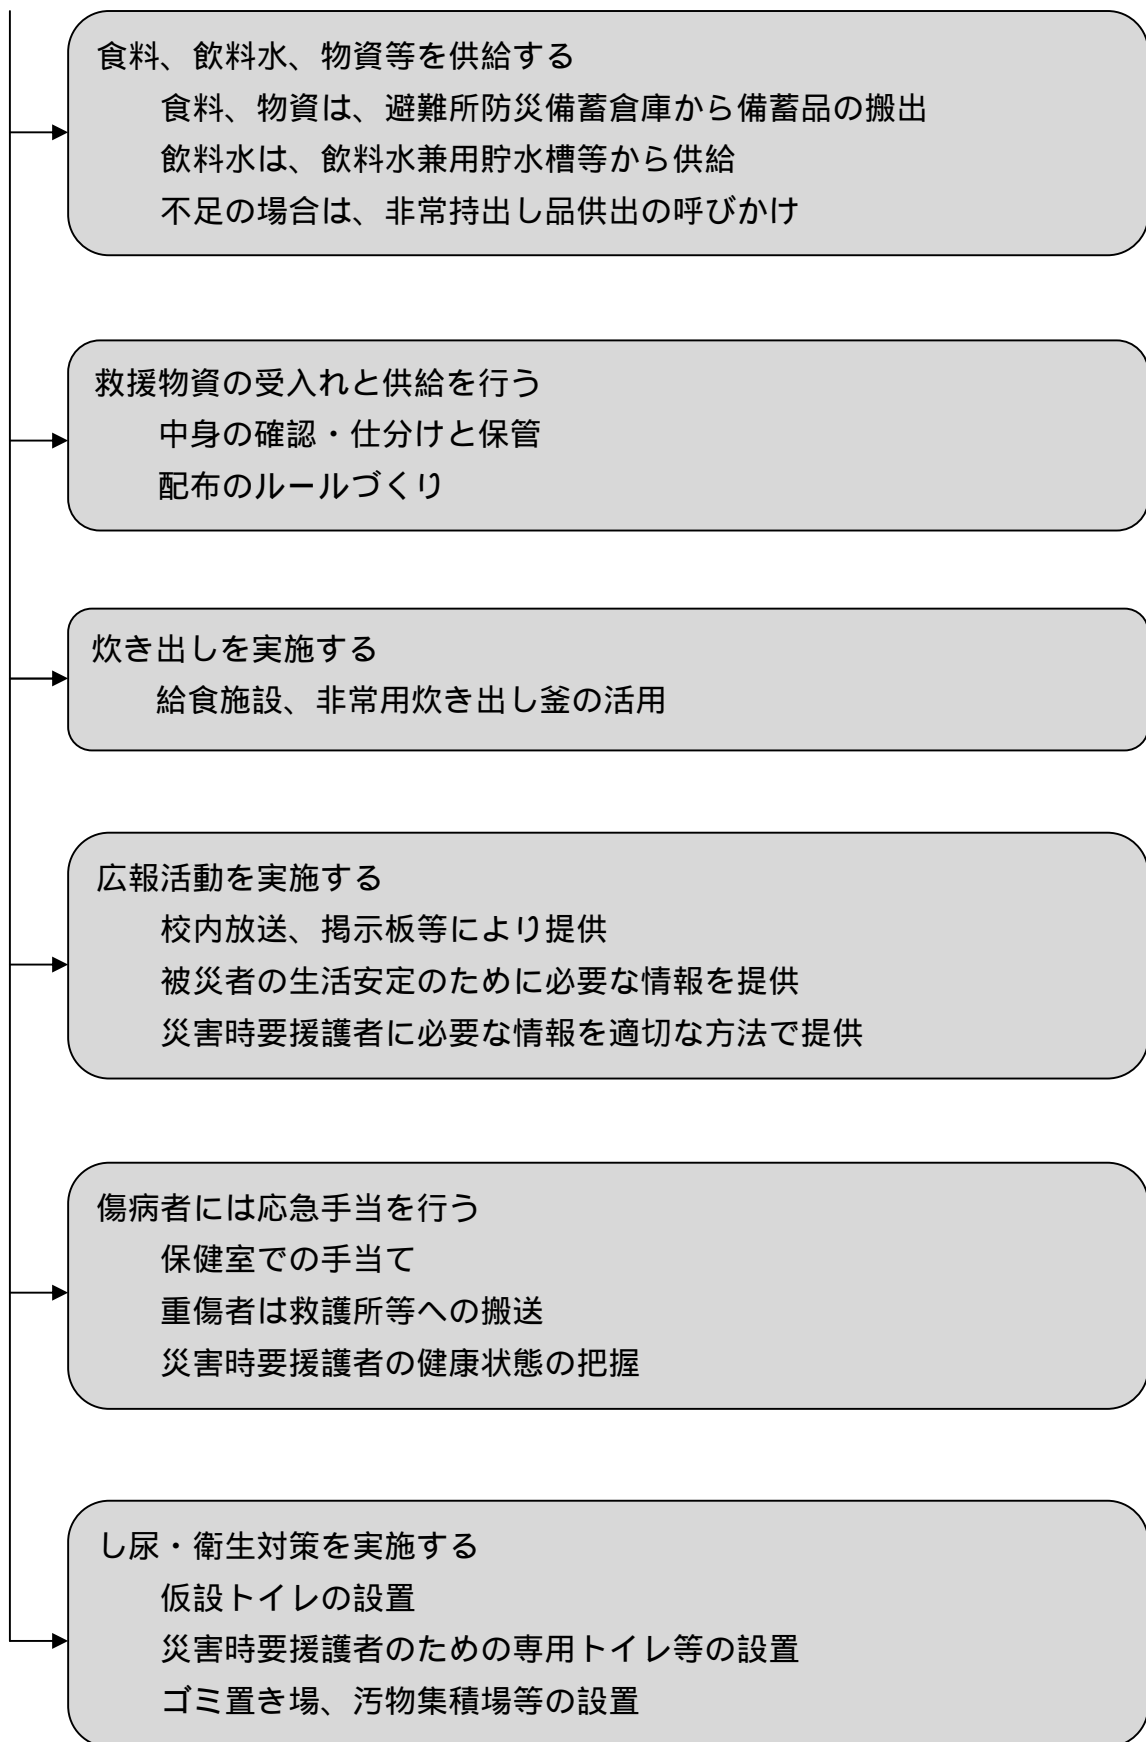 食料、飲料水、物資等を供給する
食料、物資は、避難所防災備蓄倉庫から備蓄品の搬出
飲料水は、飲料水兼用貯水槽等から供給
不足の場合は、非常持出し品供出の呼びかけ
救援物資の受入れと供給を行う
中身の確認・仕分けと保管
配布のルールづくり
炊き出しを実施する
給食施設、非常用炊き出し釜の活用
広報活動を実施する
校内放送、掲示板等により提供
被災者の生活安定のために必要な情報を提供
災害時要援護者に必要な情報を適切な方法で提供
傷病者には応急手当を行う
保健室での手当て
重傷者は救護所等への搬送
災害時要援護者の健康状態の把握
し尿・衛生対策を実施する
仮設トイレの設置
災害時要援護者のための専用トイレ等の設置
ゴミ置き場、汚物集積場等の設置